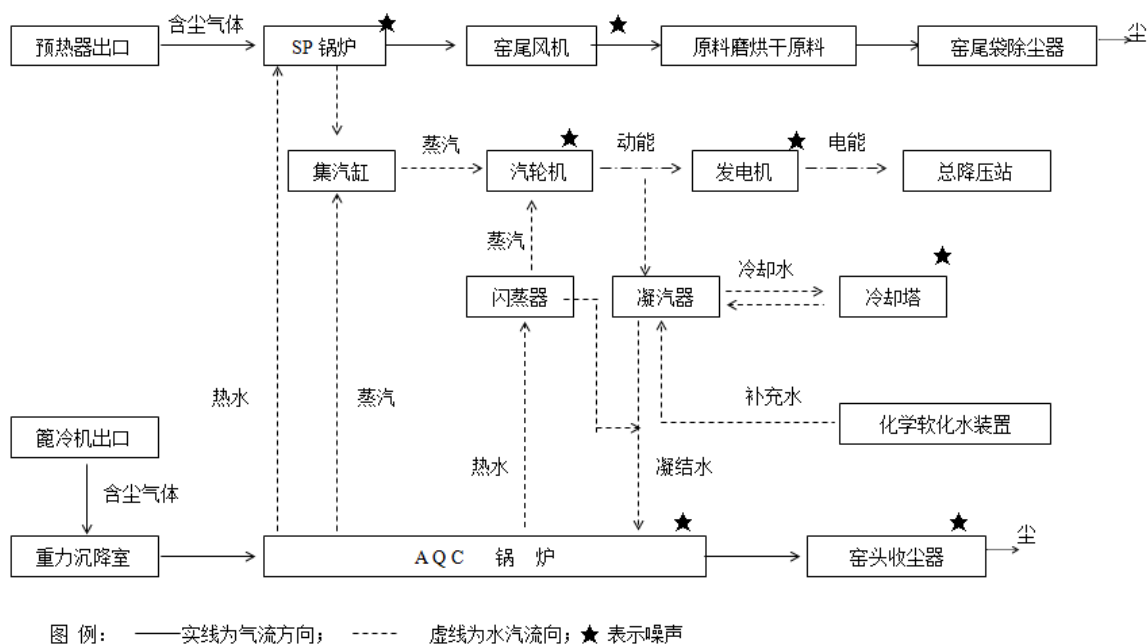 含尘气体
预热器出口
SP 锅炉
窑尾风机
原料磨烘干原料
窑尾袋除尘器
尘
蒸汽
动能
电能
集汽缸
汽轮机
发电机
总降压站
蒸汽
冷却水
闪蒸器
凝汽器
冷却塔
热水
蒸汽
补充水
篦冷机出口
化学软化水装置
热水
凝结水
含尘气体
重力沉降室
AQC 锅 炉
窑头收尘器
尘
图 例： 实线为气流方向； 虚线为水汽流向；★ 表示噪声